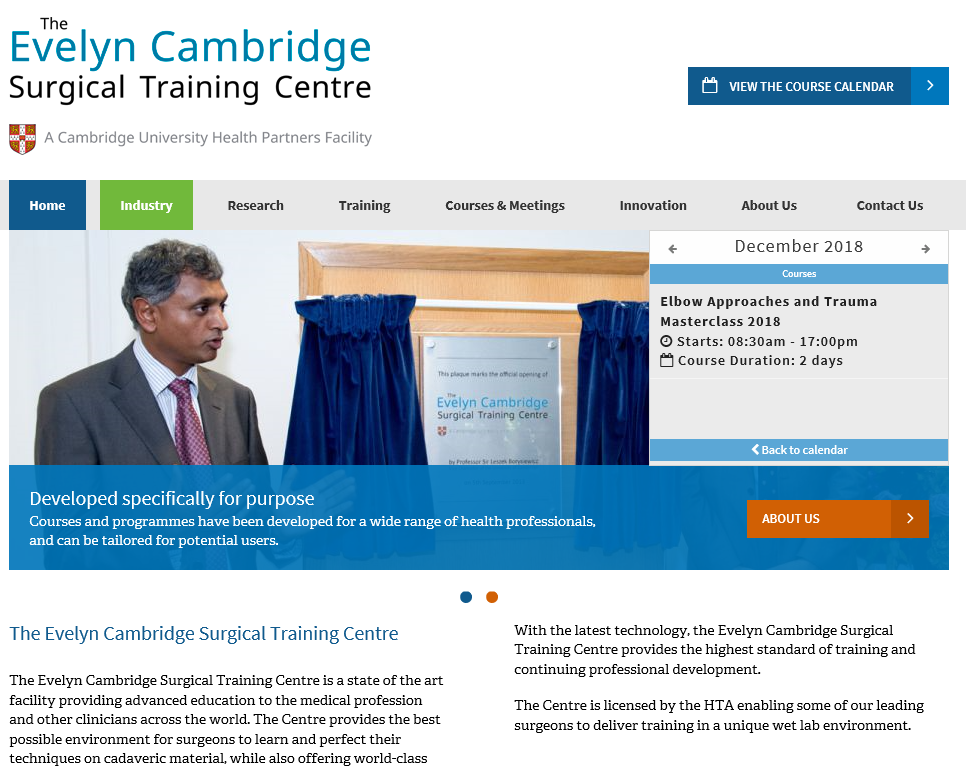 The
Evelyn Cambridge
Surgical Training Centre
A Cambridge University Health Partners Facility
VIEW THE COURSE CALENDAR
Home
Industry
Research
Training
Courses & Meetings
Innovation
About Us
Contact Us
This plaque marks the official opening of
The
Evelyn Cambridge
Surgical Training Centre
by Professor Sir Leszek Borysiewicz
December 2018
Courses
Elbow Approaches and Trauma
Masterclass 2018
Starts: 08:30am - 17:00pm
Course Duration: 2 days
Back to calendar
Developed specifically for purpose
Courses and programmes have been developed for a wide range of health professionals,
and can be tailored for potential users.
ABOUT US
The Evelyn Cambridge Surgical Training Centre
The Evelyn Cambridge Surgical Training Centre is a state of the art
facility providing advanced education to the medical profession
and other clinicians across the world. The Centre provides the best
possible environment for surgeons to learn and perfect their
techniques on cadaveric material, while also offering world-class
With the latest technology, the Evelyn Cambridge Surgical
Training Centre provides the highest standard of training and
continuing professional development.
The Centre is licensed by the HTA enabling some of our leading
surgeons to deliver training in a unique wet lab environment.